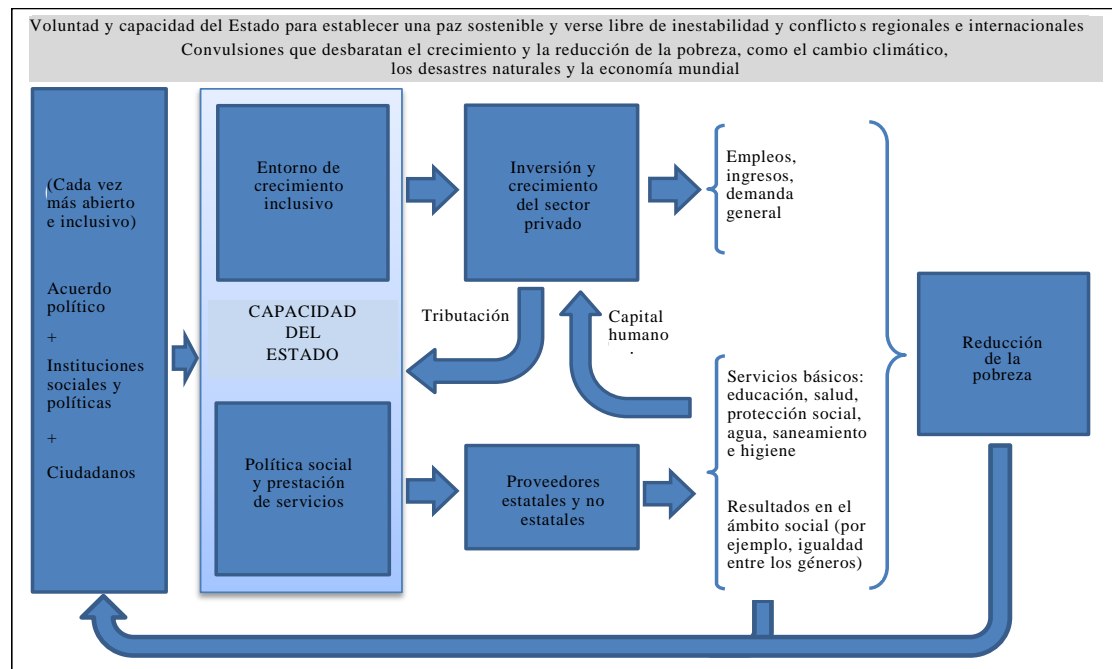 Voluntad y capacidad del Estado para establecer una paz sostenible y verse libre de inestabilidad y conflictos regionales e internacionales
Convulsiones que desbaratan el crecimiento y la reducción de la pobreza, como el cambio climático,
los desastres naturales y la economía mundial
(Cada vez
más abierto
e inclusivo)
Acuerdo
político
+
Instituciones
sociales y
políticas
+
Ciudadanos
Entorno de
crecimiento
inclusivo
CAPACIDAD
DEL
ESTADO
Política social
y prestación
de servicios
Inversión y
crecimiento
del sector
privado
Tributación
Capital
humano
.
Proveedores
estatales y no
estatales
Empleos,
ingresos,
demanda
general
Servicios básicos:
educación, salud,
protección social,
agua, saneamiento
e higiene
Resultados en el
ámbito social (por
ejemplo, igualdad
entre los géneros)
Reducción
de la
pobreza